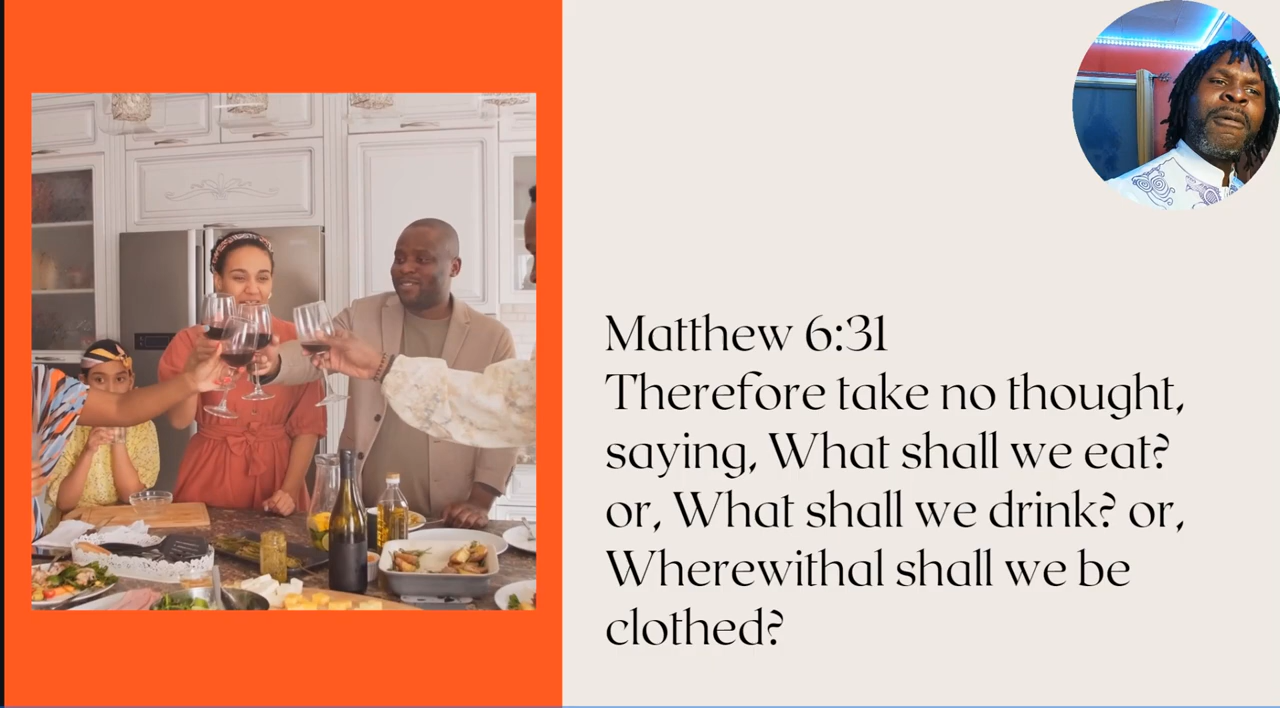 Matthew 6:31
Therefore take no thought,
saying, What shall we eat?
or, What shall we drink? or,
Wherewithal shall we be
clothed?